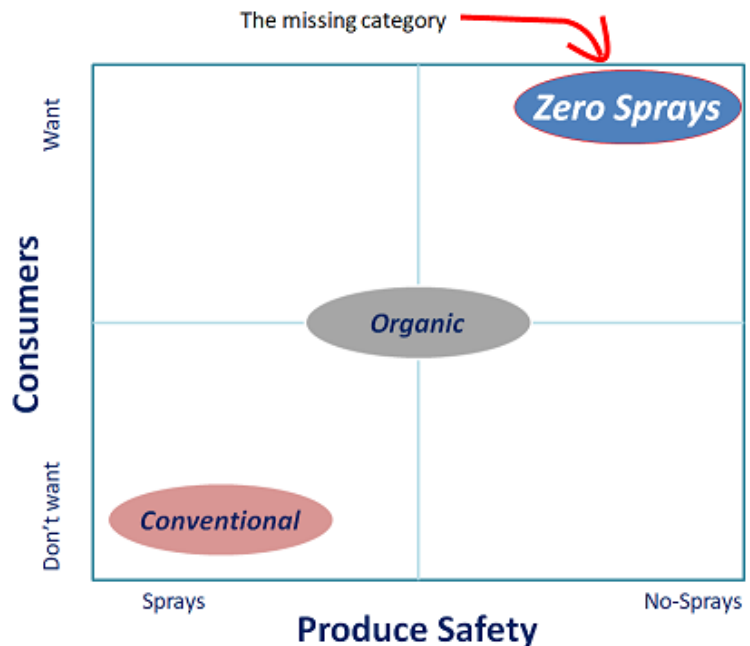 The missing category
Zero Sprays
Want
Consumers
Organic
Don't want
Conventional
Sprays
No-Sprays
Produce Safety